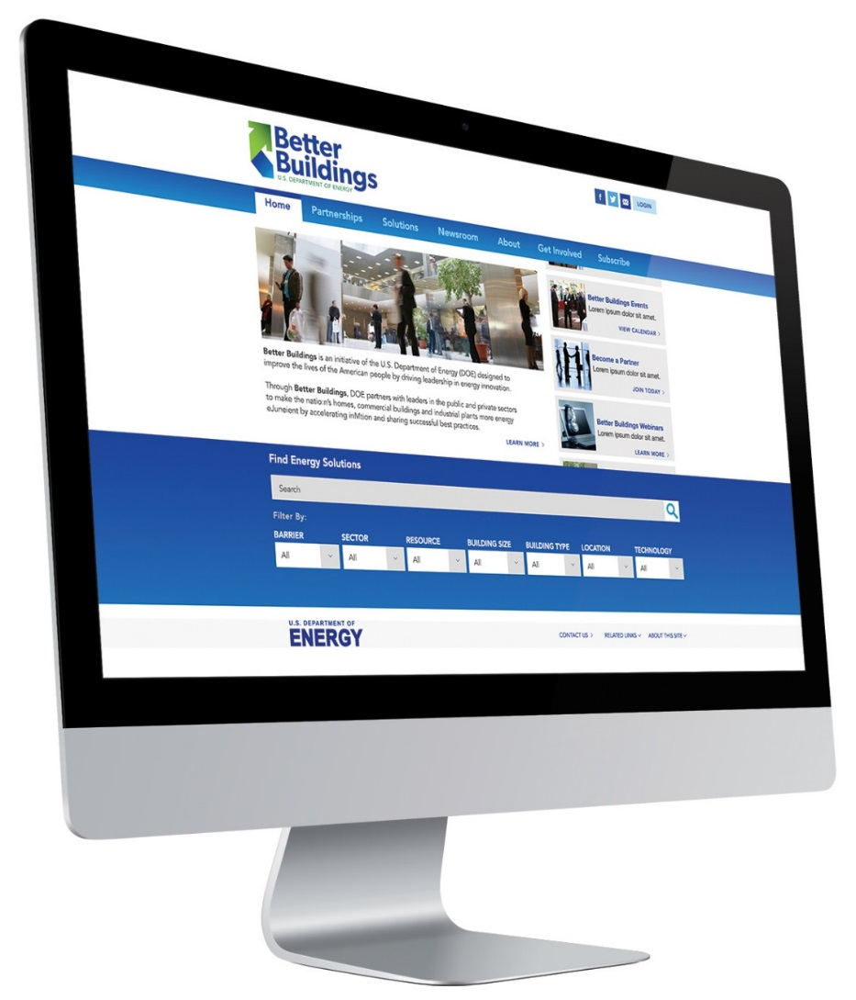 Better
Buildings
U.S. DEPARTMENT OF ENERGY
LOGIN
Home Partnerships Solutions Newsroom About Get Involved Subscribe
Better Buildings is an initiative of the U.S. Department of Energy (DOE) designed to
improve the lives of the American people by driving leadership in energy innovation.
Through Better Buildings, DOE partners with leaders in the public and private sectors
to make the natio:n's homes, commercial buildings and industrial plants more energy
eJuneient by accelerating inMtion and sharing successful best practices.
LEARN MORE >
Better Buildings Events
Lorem ipsum dolor sit amet.
VIEW CALENDAR >
Become a Partner
Lorem ipsum dolor sit amet.
JOIN TODAY >
Better Buildings Webinars
Lorem ipsum dolor sit amet.
LEARN MORE >
Find Energy Solutions
Search
Filter By:
BARRIER SECTOR RESOURCE BUILDING SIZE BUILDING TYPE LOCATION TECHNOLOGY
All All All All All All All
U.S. DEPARTMENT OF
ENERGY
CONTACT US > RELATED LINKS ABOUT THIS SITE